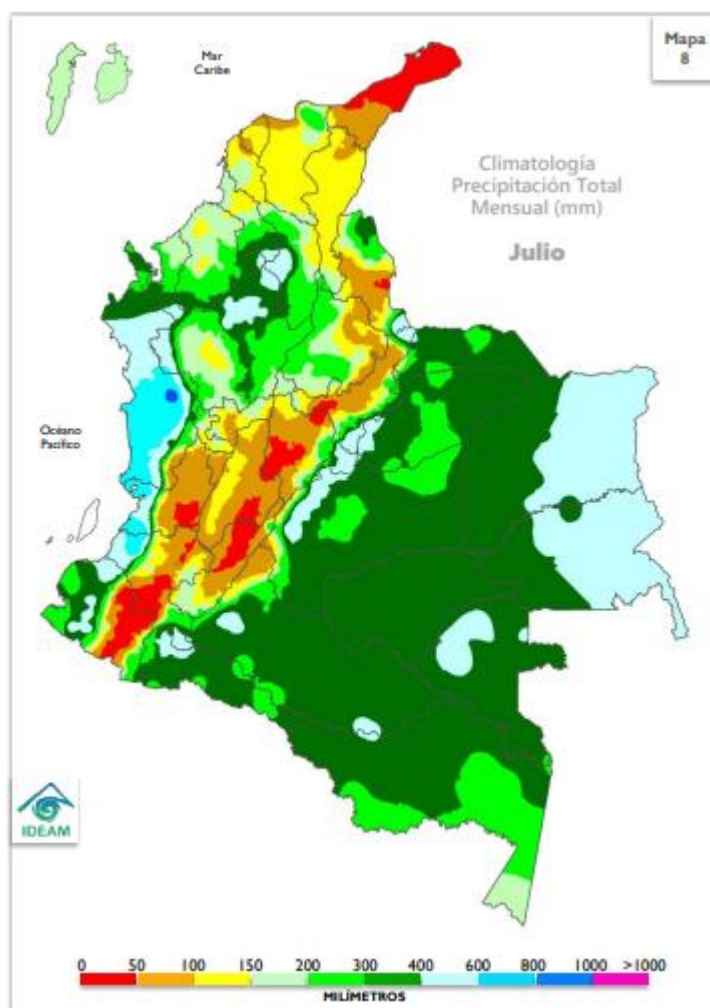 Mar
Caribe
Mapa
8
Climatología
Precipitación Total
Mensual (mm)
Julio
Océano
Pacífico
IDEAM
0 50 100 150 200 300 400 600 800 1000 >1000
MILÍMETROS